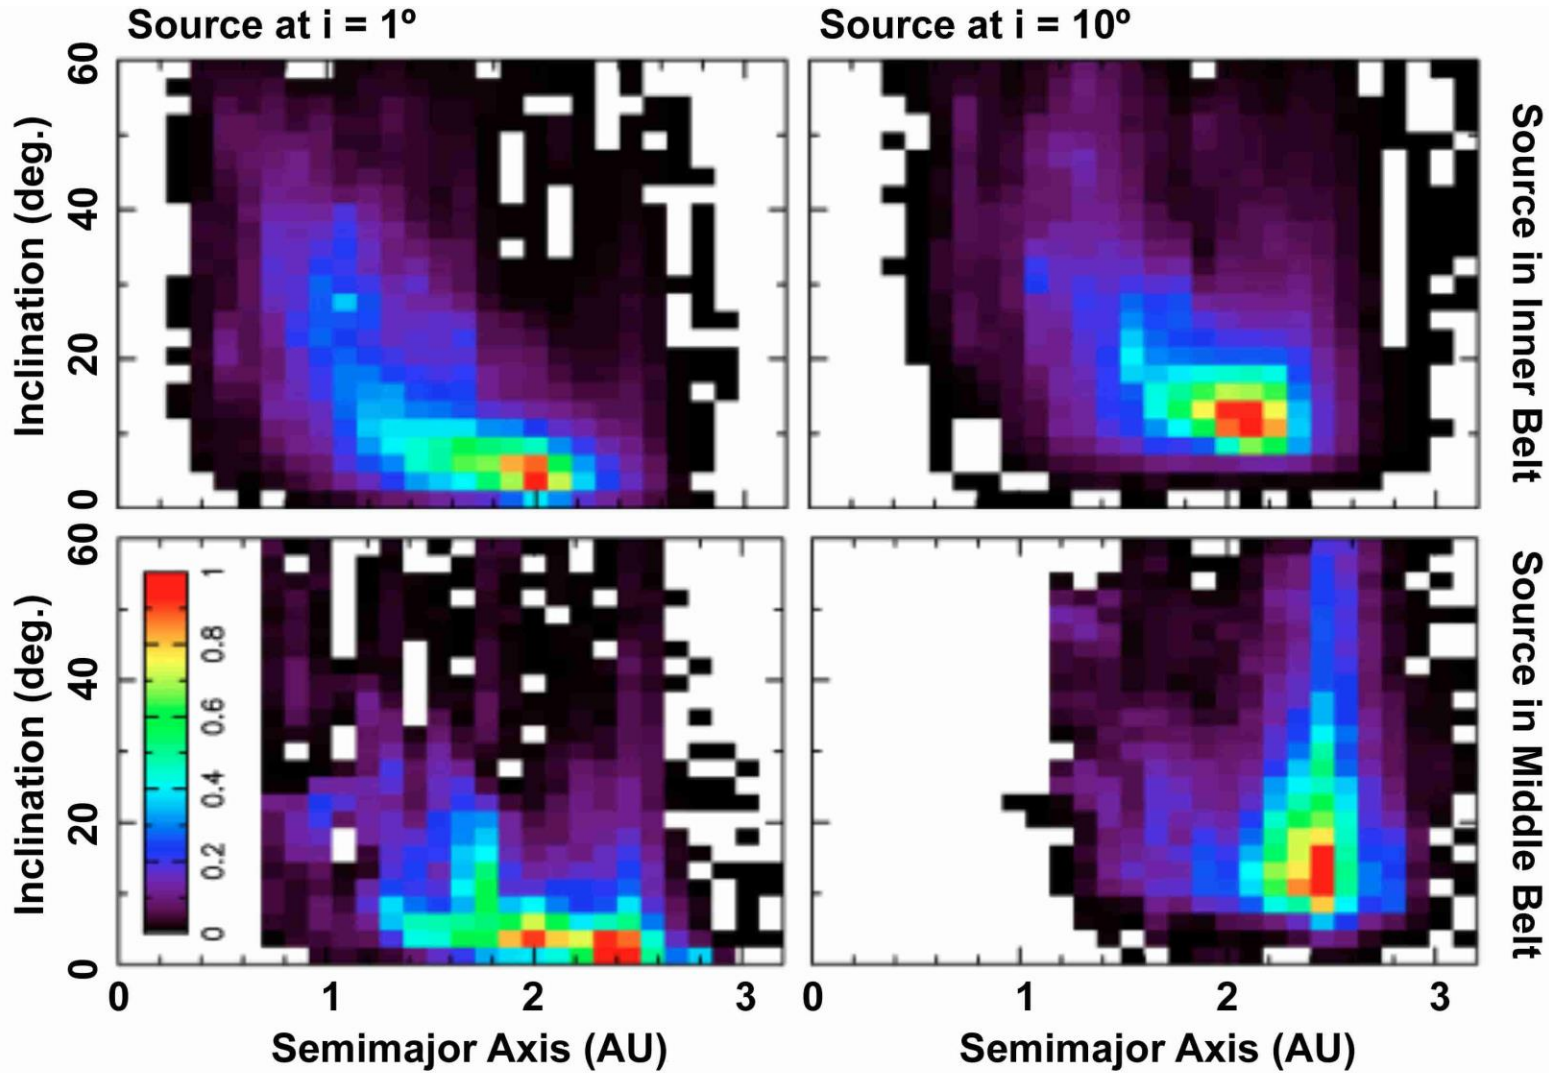 Source at i = 1º
Source at i = 10º
60
40
20
0
Inclination (deg.)
Source in Inner Belt
60
40
20
0
Inclination (deg.)
1
0.8
0.6
0.4
0.2
0
Source in Middle Belt
0 1 2 3
0 1 2 3
Semimajor Axis (AU)
Semimajor Axis (AU)